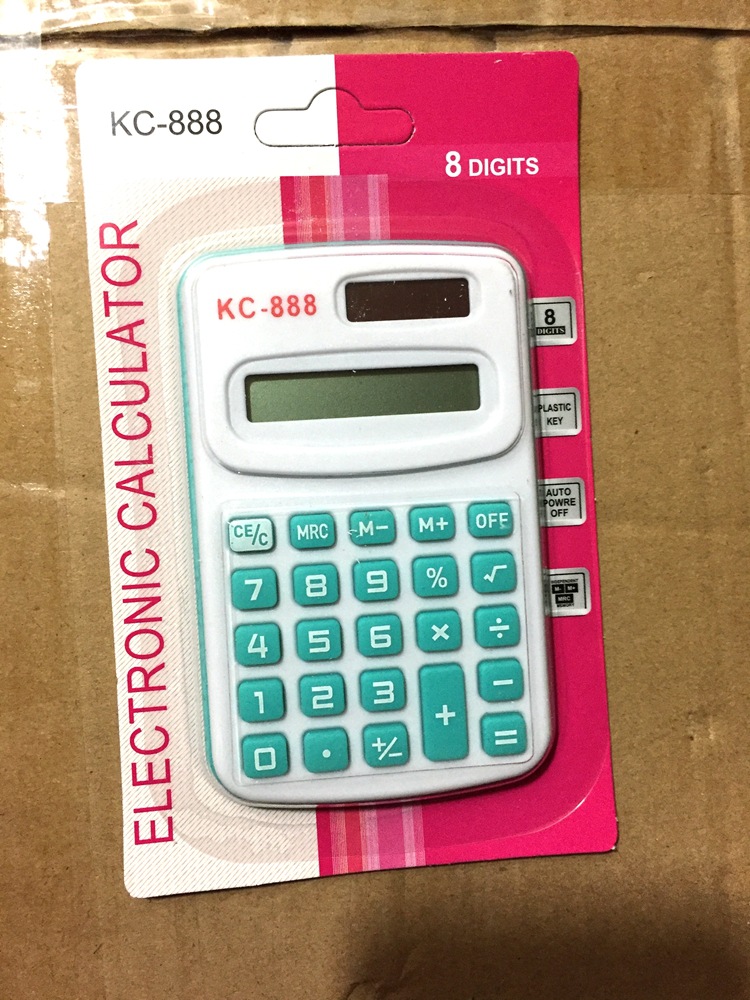 KC-888
8 DIGITS
ELECTRONIC CALCULATOR
KC-888
8
DIGITS
PLASTIC
KEY
AUTO
POWRE
OFF
M- M+
MRC
MEMORY
CE/C MRC M− M+ OFF
7 8 9 % √
4 5 6 × ÷
1 2 3 −
+
0 . +/− =